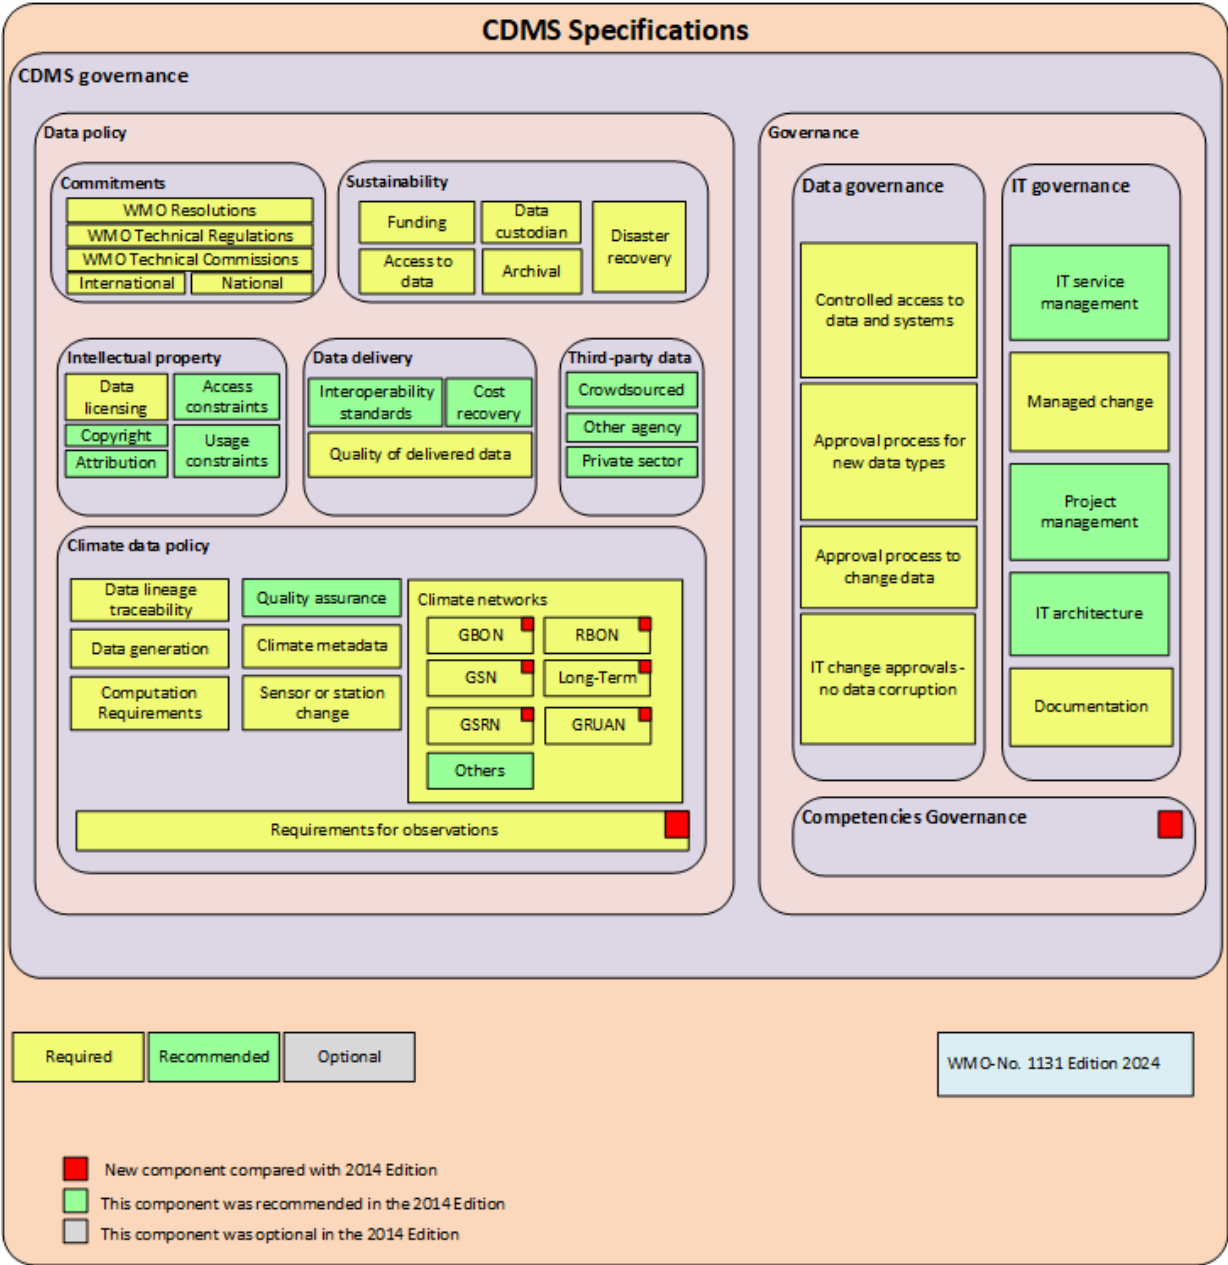 CDMS Specifications
CDMS governance
Data policy
Commitments
WMO Resolutions
WMO Technical Regulations
WMO Technical Commissions
International
National
Sustainability
Funding
Data
custodian
Disaster
recovery
Access to
data
Archival
Intellectual property
Data
licensing
Access
constraints
Copyright
Usage
constraints
Attribution
Data delivery
Interoperability
standards
Cost
recovery
Quality of delivered data
Third-party data
Crowdsourced
Other agency
Private sector
Climate data policy
Data lineage
traceability
Quality assurance
Data generation
Climate metadata
Computation
Requirements
Sensor or station
change
Climate networks
GBON
RBON
GSN
Long-Term
GSRN
GRUAN
Others
Requirements for observations
Governance
Data governance
Controlled access to
data and systems
Approval process for
new data types
Approval process to
change data
IT change approvals -
no data corruption
IT governance
IT service
management
Managed change
Project
management
IT architecture
Documentation
Competencies Governance
Required
Recommended
Optional
WMO-No. 1131 Edition 2024
New component compared with 2014 Edition
This component was recommended in the 2014 Edition
This component was optional in the 2014 Edition